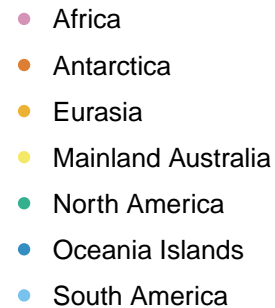 Africa
Antarctica
Eurasia
Mainland Australia
North America
Oceania Islands
South America